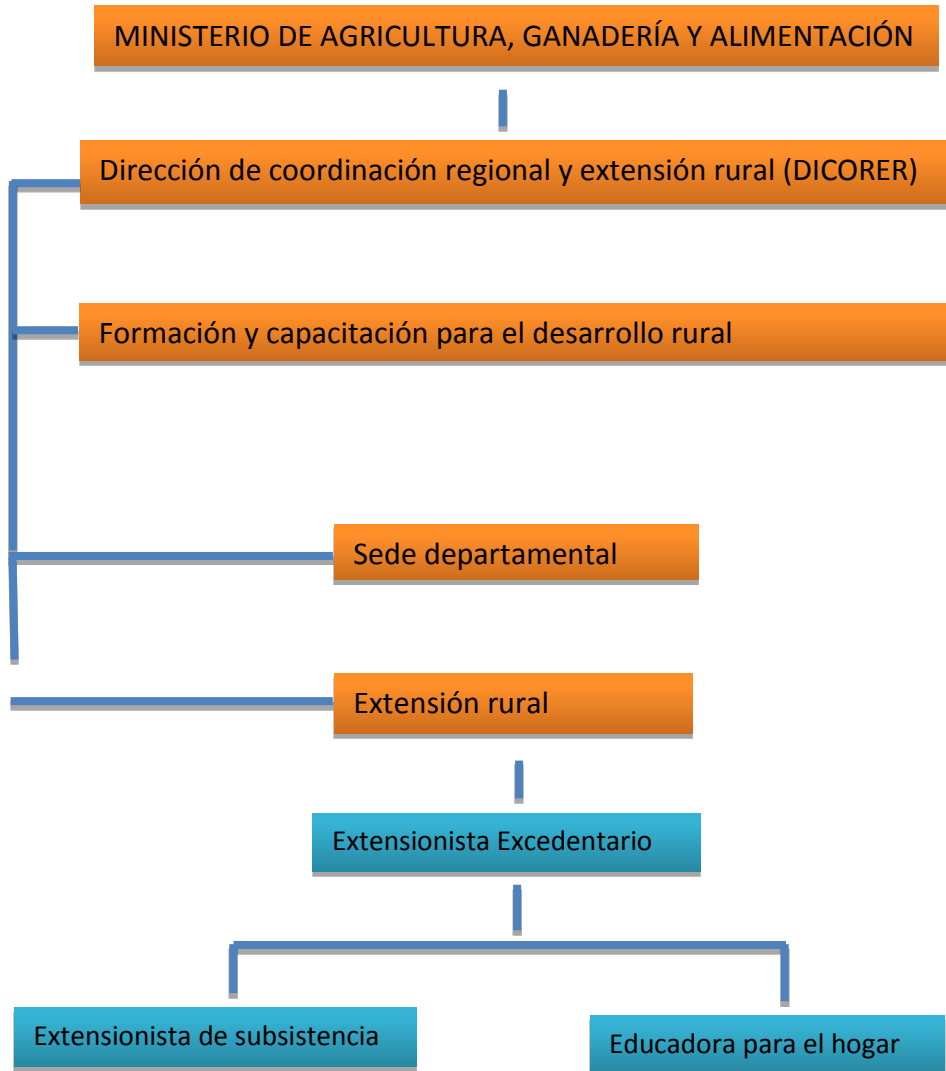 MINISTERIO DE AGRICULTURA, GANADERÍA Y ALIMENTACIÓN
Dirección de coordinación regional y extensión rural (DICORER)
Formación y capacitación para el desarrollo rural
Sede departamental
Extensión rural
Extensionista Excedentario
Extensionista de subsistencia
Educadora para el hogar